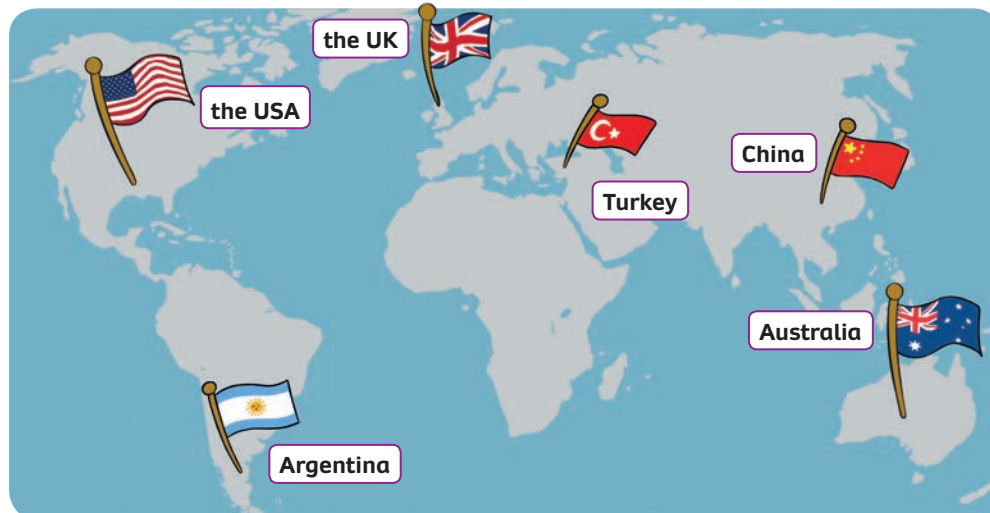 the UK
the USA
China
Turkey
Australia
Argentina